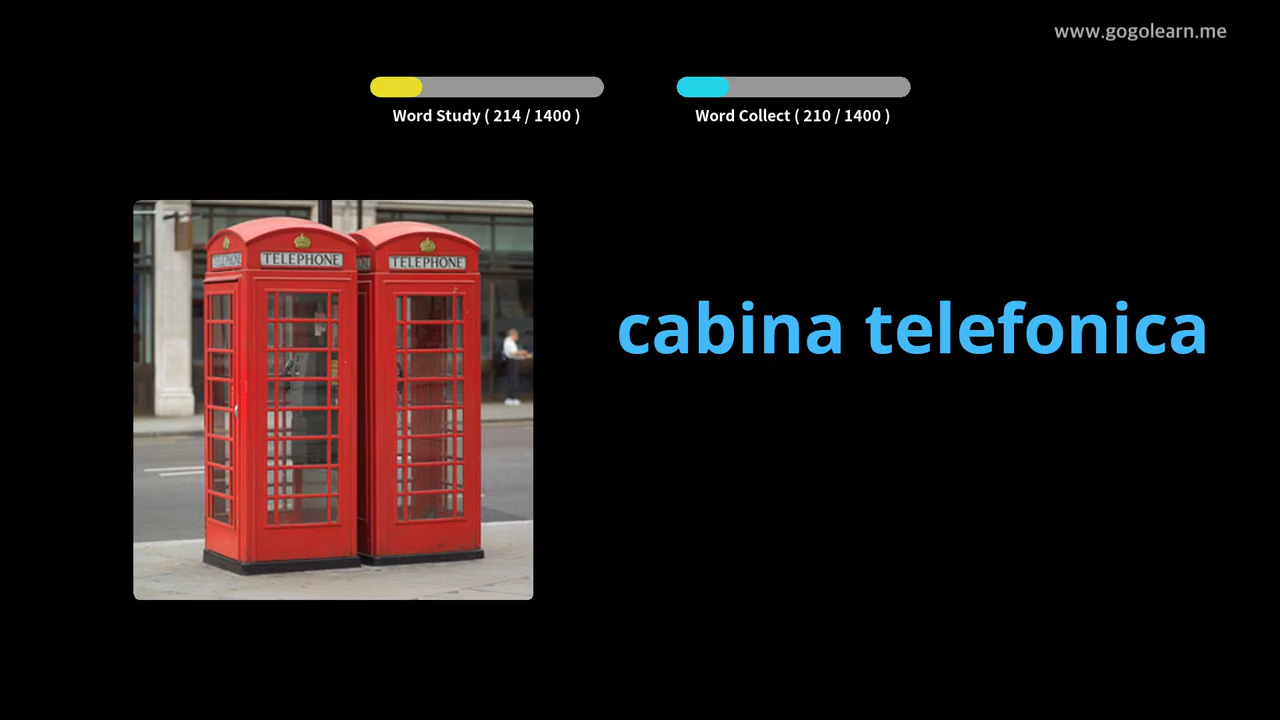 www.gogolearn.me
Word Study ( 214 / 1400 )
Word Collect ( 210 / 1400 )
TELEPHONE
TELEPHONE
cabina telefonica